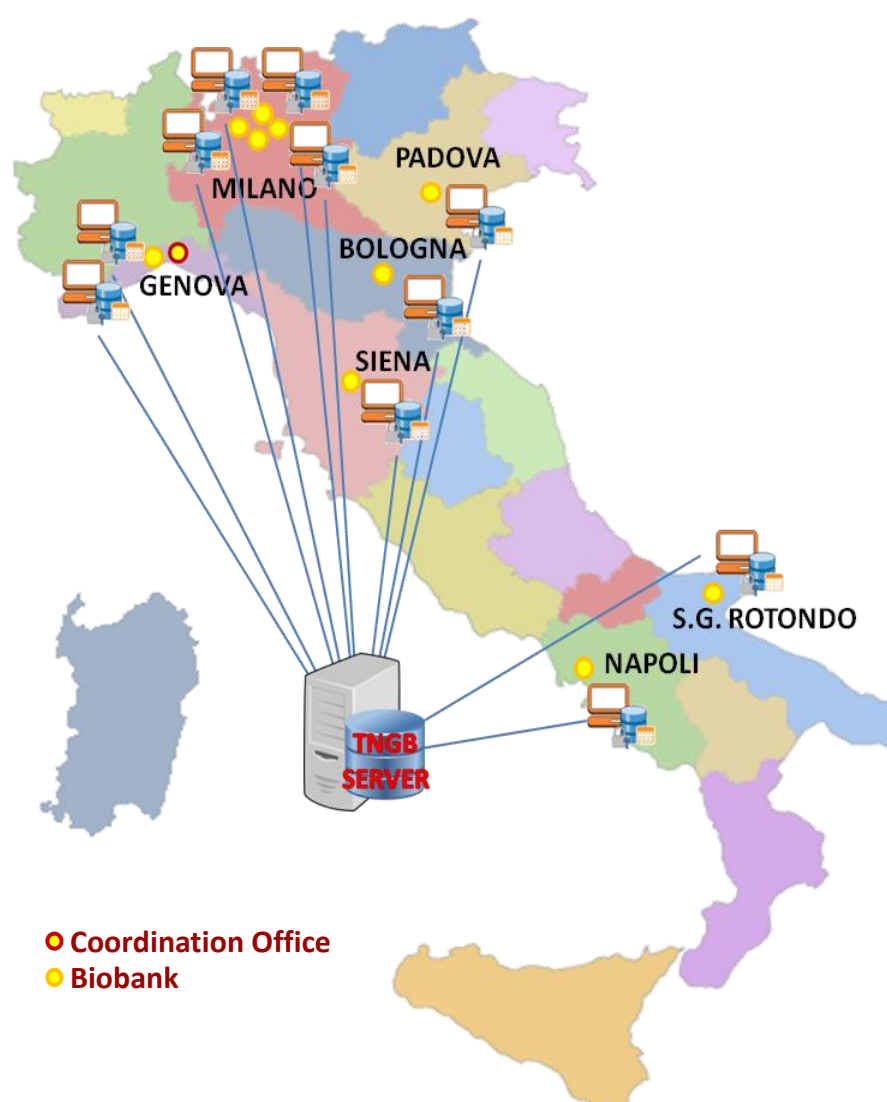 PADOVA
MILANO
BOLOGNA
GENOVA
SIENA
S.G. ROTONDO
NAPOLI
TNGB
SERVER
Coordination Office
Biobank